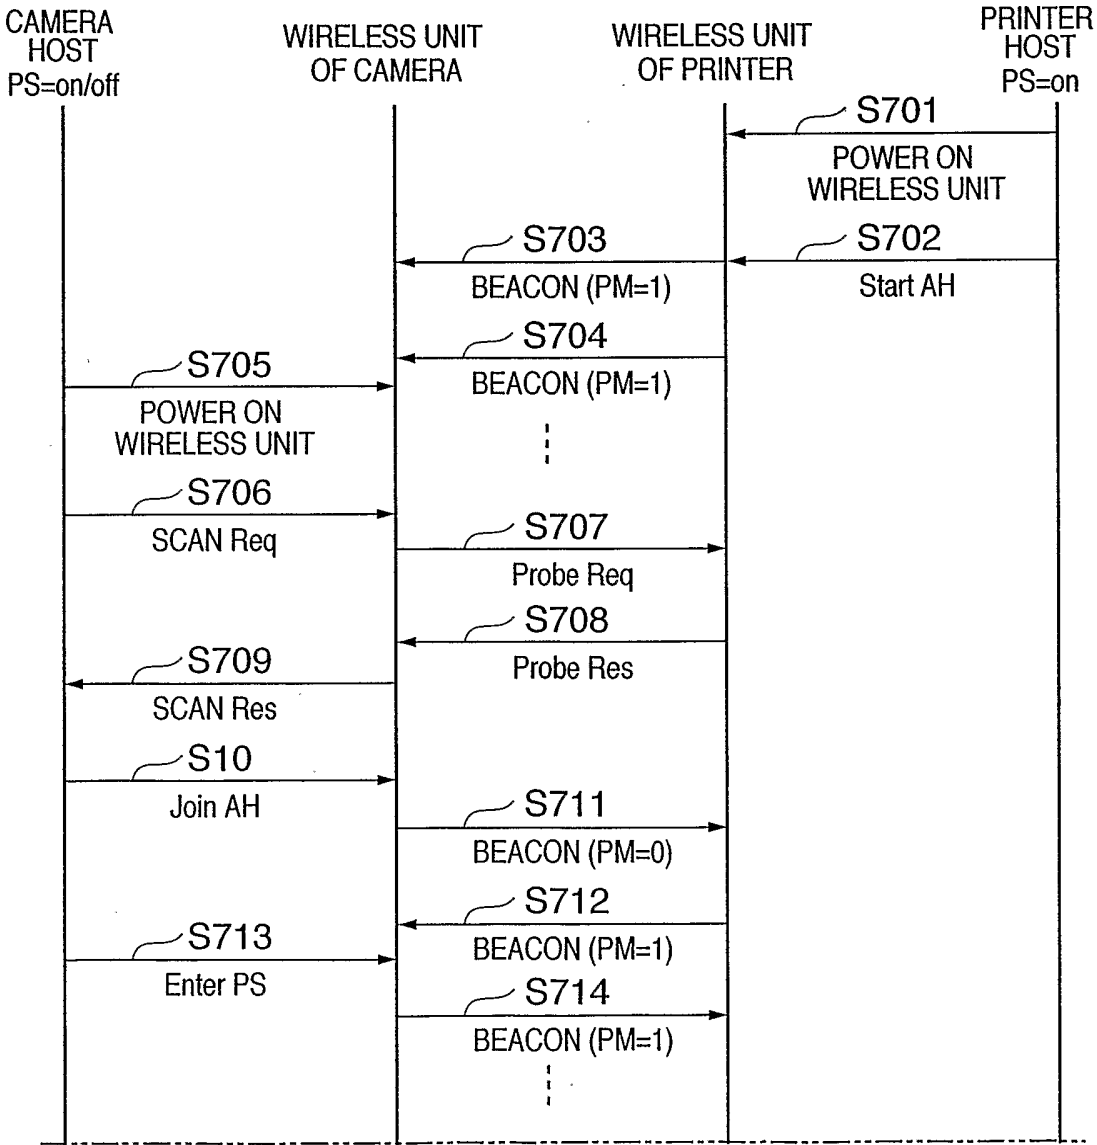 CAMERA
HOST
PS=on/off
WIRELESS UNIT
OF CAMERA
WIRELESS UNIT
OF PRINTER
PRINTER
HOST
PS=on
S701
POWER ON
WIRELESS UNIT
S703
BEACON (PM=1)
S702
Start AH
S704
BEACON (PM=1)
S705
POWER ON
WIRELESS UNIT
S706
SCAN Req
S707
Probe Req
S708
Probe Res
S709
SCAN Res
S10
Join AH
S711
BEACON (PM=0)
S712
BEACON (PM=1)
S713
Enter PS
S714
BEACON (PM=1)